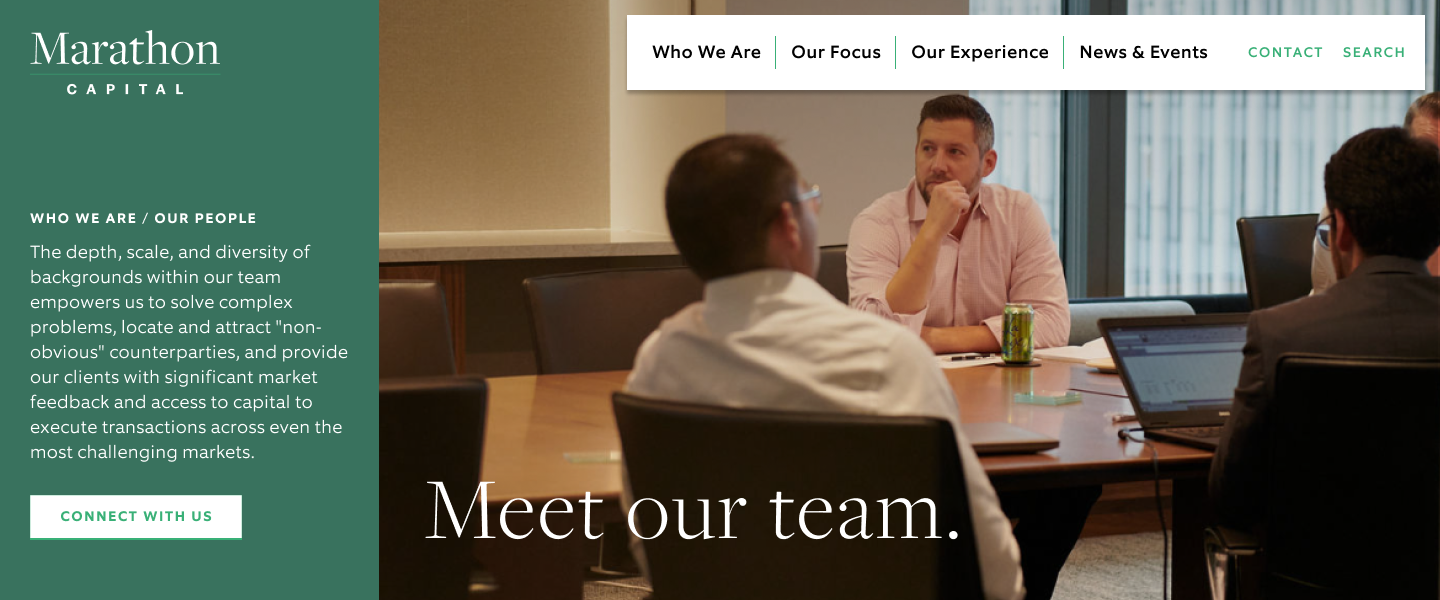 Marathon
CAPITAL
Who We Are
Our Focus
Our Experience
News & Events
CONTACT
SEARCH
WHO WE ARE / OUR PEOPLE
The depth, scale, and diversity of
backgrounds within our team
empowers us to solve complex
problems, locate and attract "non-
obvious" counterparties, and provide
our clients with significant market
feedback and access to capital to
execute transactions across even the
most challenging markets.
CONNECT WITH US
Meet our team.